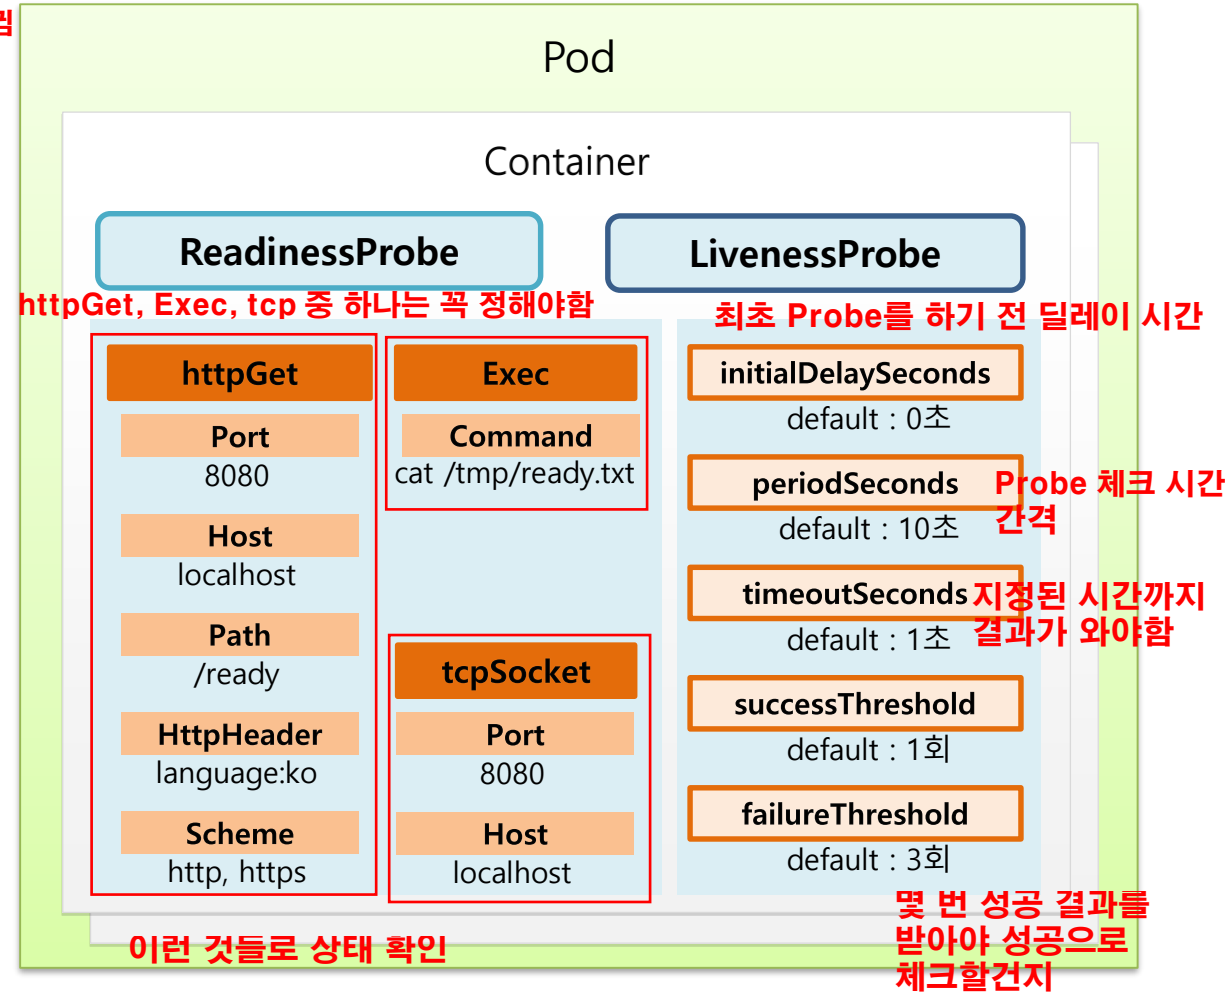 Pod
Container
ReadinessProbe
LivenessProbe
httpGet, Exec, tcp 중 하나는 꼭 정해야함
최초 Probe를 하기 전 딜레이 시간
httpGet
Port
8080
Host
localhost
Path
/ready
HttpHeader
language:ko
Scheme
http, https
Exec
Command
cat /tmp/ready.txt
tcpSocket
Port
8080
Host
localhost
initialDelaySeconds
default : 0초
periodSeconds
Probe 체크 시간
간격
default : 10초
timeoutSeconds
지정된 시간까지
결과가 와야함
default : 1초
successThreshold
default : 1회
failureThreshold
default : 3회
몇 번 성공 결과를
받아야 성공으로
체크할건지
이런 것들로 상태 확인